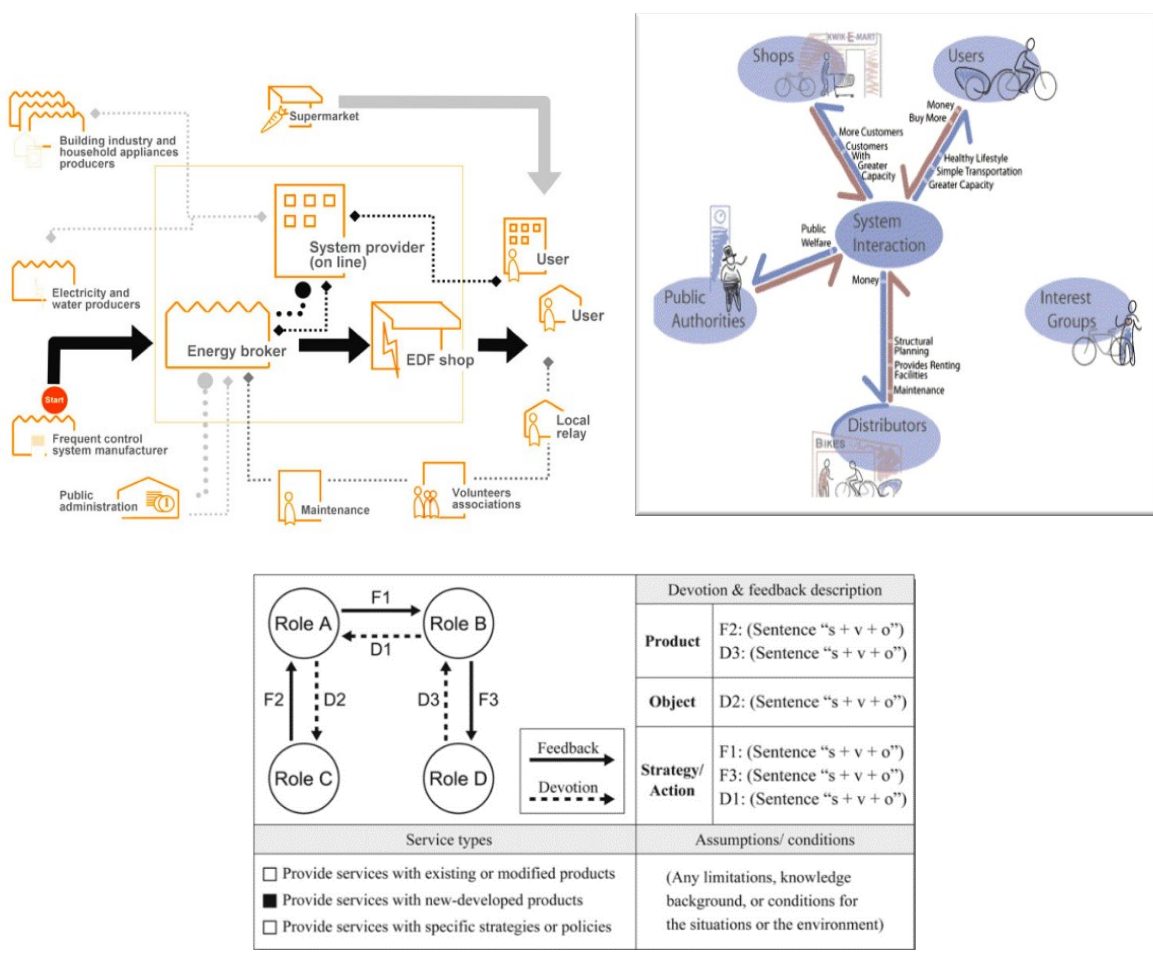 Supermarket
Building industry and
household appliances
producers
System provider
(on line)
User
Electricity and
water producers
User
Energy broker
EDF shop
Start
Frequent control
system manufacturer
Local
relay
Public
administration
Maintenance
Volunteers
associations
KWIK-E-MART
Shops
Users
Money
Buy More
More Customers
Customers
With
Greater
Capacity
Healthy Lifestyle
Simple Transportation
Greater Capacity
System
Interaction
Public
Welfare
Money
Public
Authorities
Interest
Groups
Structural
Planning
Provides Renting
Facilities
Maintenance
Distributors
BIKES
Devotion & feedback description
Role A
F1
Role B
D1
F2
D2
D3
F3
Role C
Role D
Feedback
Devotion
Product
F2: (Sentence “s + v + o”)
D3: (Sentence “s + v + o”)
Object
D2: (Sentence “s + v + o”)
Strategy/
Action
F1: (Sentence “s + v + o”)
F3: (Sentence “s + v + o”)
D1: (Sentence “s + v + o”)
Service types
Assumptions/ conditions
Provide services with existing or modified products
Provide services with new-developed products
Provide services with specific strategies or policies
(Any limitations, knowledge
background, or conditions for
the situations or the environment)